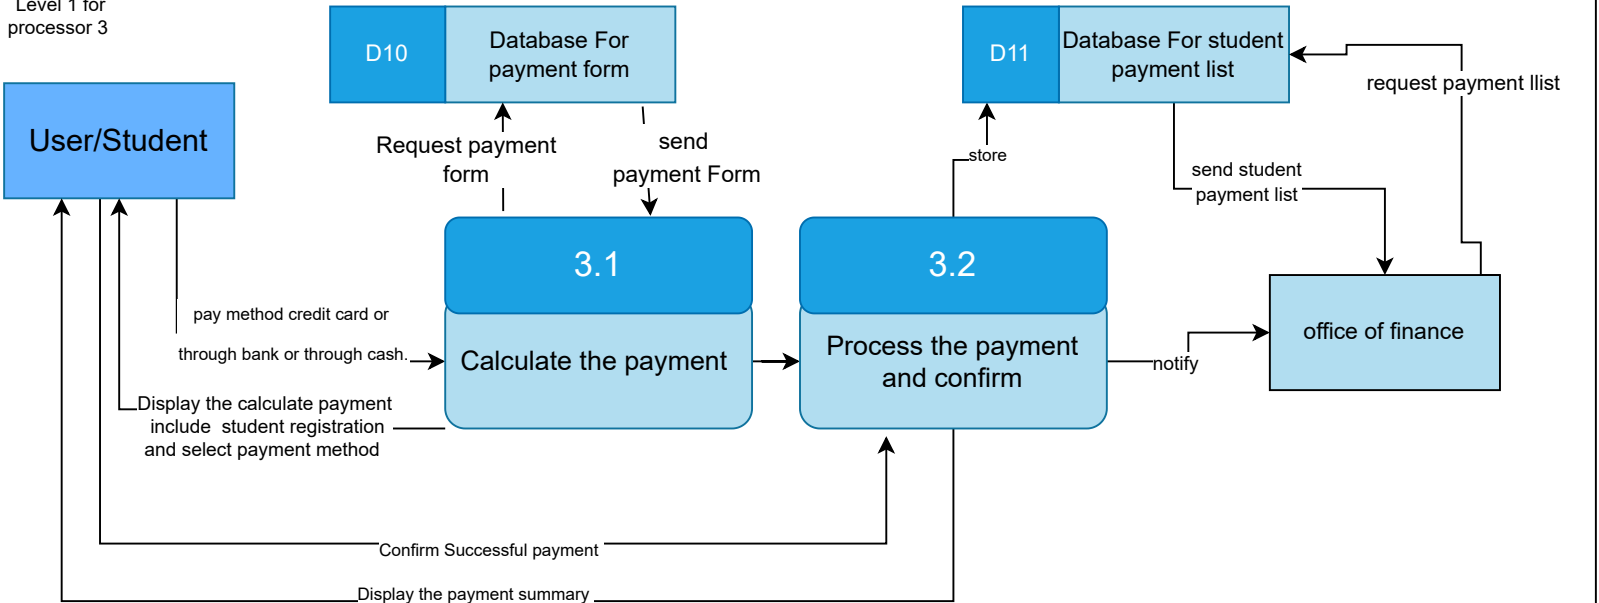 Level 1 for
processor 3
D10
Database For
payment form
D11
Database For student
payment list
request payment llist
User/Student
Request payment
form
send
payment Form
store
send student
payment list
3.1
3.2
pay method credit card or
through bank or through cash.
Calculate the payment
Process the payment
and confirm
notify
office of finance
Display the calculate payment
include student registration
and select payment method
Confirm Successful payment
Display the payment summary